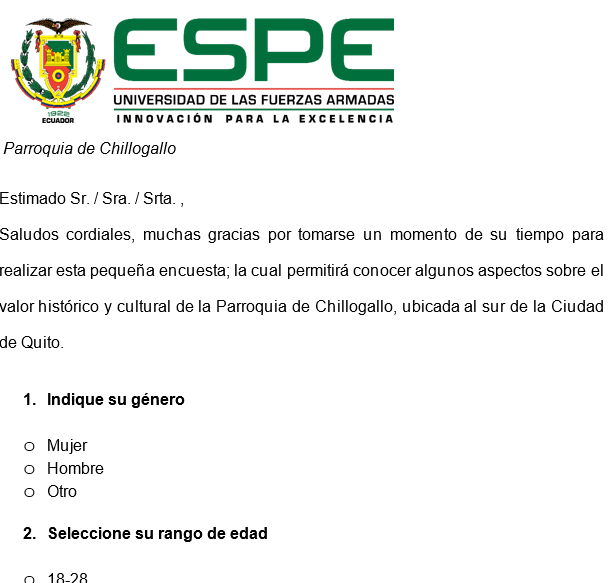 ESPE
UNIVERSIDAD DE LAS FUERZAS ARMADAS
INNOVACIÓN PARA LA EXCELENCIA
1922
ECUADOR
Parroquia de Chillogallo
Estimado Sr. / Sra. / Srta. ,
Saludos cordiales, muchas gracias por tomarse un momento de su tiempo para
realizar esta pequeña encuesta; la cual permitirá conocer algunos aspectos sobre el
valor histórico y cultural de la Parroquia de Chillogallo, ubicada al sur de la Ciudad
de Quito.
1. Indique su género
o Mujer
o Hombre
o Otro
2. Seleccione su rango de edad
o 18-28